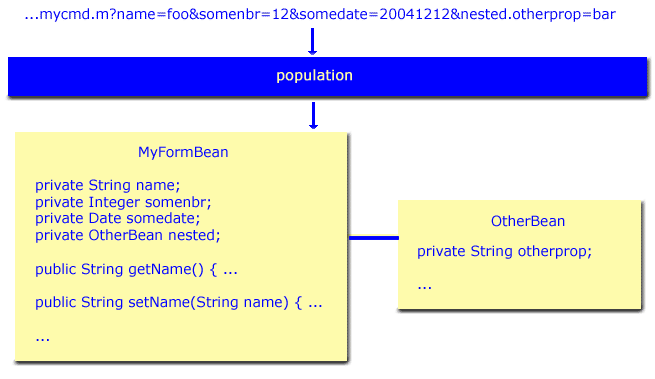 ...mycmd.m?name=foo&somenbr=12&somedate=20041212&nested.otherprop=bar
population
MyFormBean
private String name;
private Integer somenbr;
private Date somedate;
private OtherBean nested;
public String getName() { ...
public String setName(String name) { ...
...
OtherBean
private String otherprop;
...